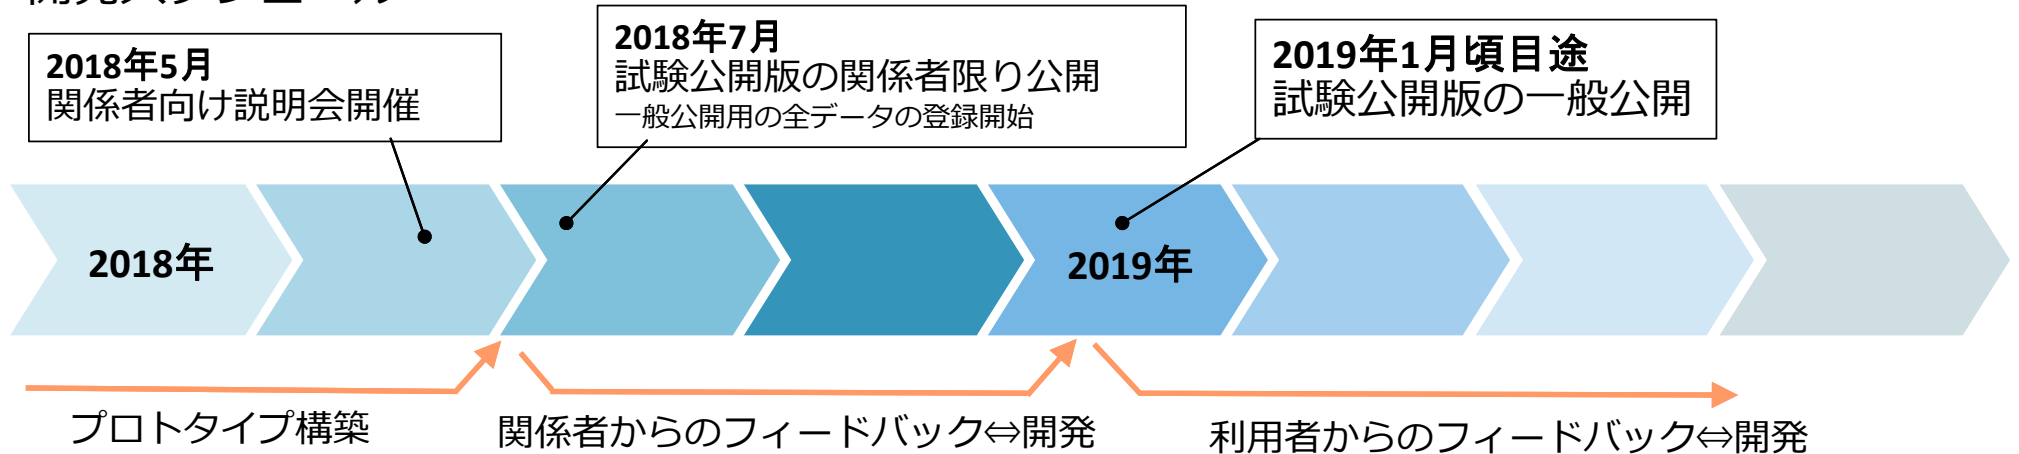 2018年5月
関係者向け説明会開催
2018年7月
試験公開版の関係者限り公開
一般公開用の全データの登録開始
2019年1月頃目途
試験公開版の一般公開
2018年
2019年
プロトタイプ構築
関係者からのフィードバック⇔開発
利用者からのフィードバック⇔開発